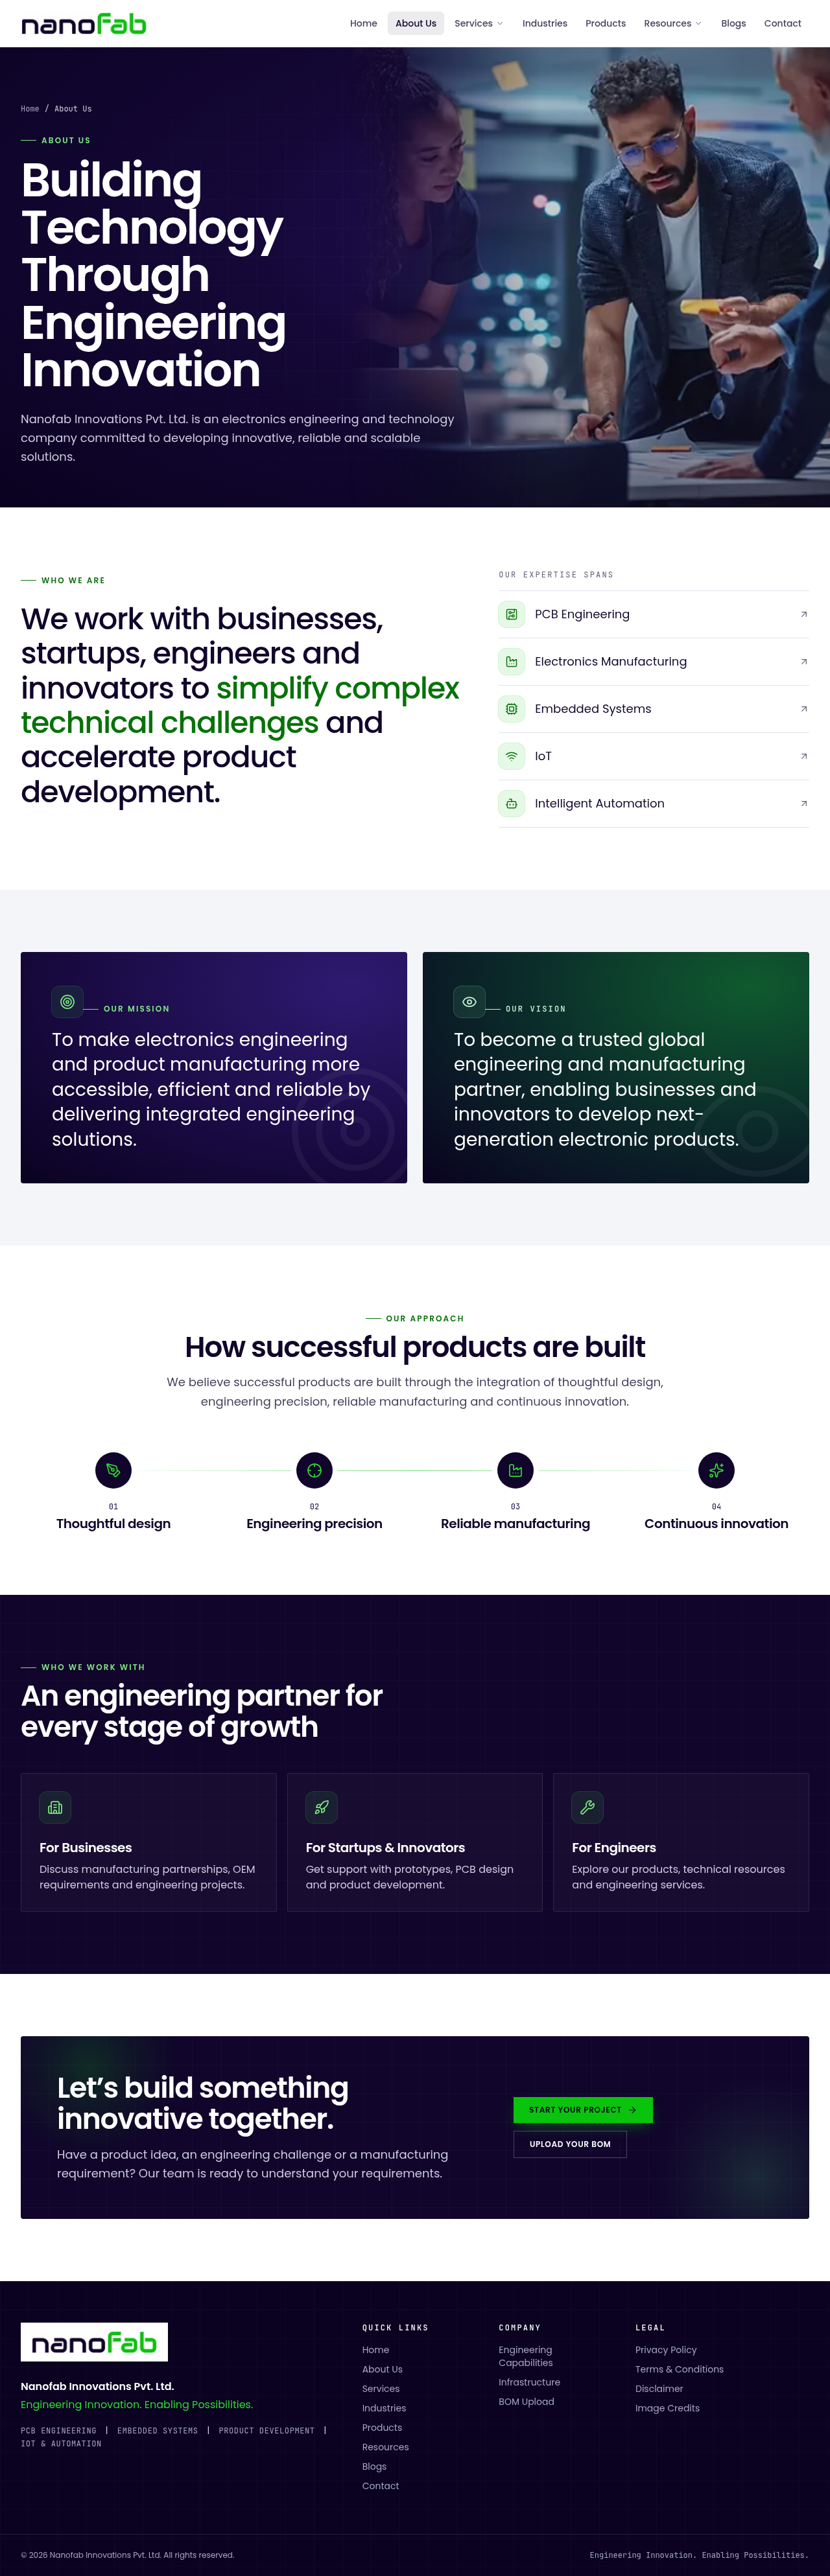 nanoFab
Home
About Us
Services
Industries
Products
Resources
Blogs
Contact
Home / About Us
ABOUT US
Building
Technology
Through
Engineering
Innovation
Nanofab Innovations Pvt. Ltd. is an electronics engineering and technology
company committed to developing innovative, reliable and scalable
solutions.
WHO WE ARE
We work with businesses,
startups, engineers and
innovators to simplify complex
technical challenges and
accelerate product
development.
OUR EXPERTISE SPANS
PCB Engineering
Electronics Manufacturing
Embedded Systems
IoT
Intelligent Automation
OUR MISSION
To make electronics engineering
and product manufacturing more
accessible, efficient and reliable by
delivering integrated engineering
solutions.
OUR VISION
To become a trusted global
engineering and manufacturing
partner, enabling businesses and
innovators to develop next-
generation electronic products.
OUR APPROACH
How successful products are built
We believe successful products are built through the integration of thoughtful design,
engineering precision, reliable manufacturing and continuous innovation.
01
Thoughtful design
02
Engineering precision
03
Reliable manufacturing
04
Continuous innovation
WHO WE WORK WITH
An engineering partner for
every stage of growth
For Businesses
Discuss manufacturing partnerships, OEM
requirements and engineering projects.
For Startups & Innovators
Get support with prototypes, PCB design
and product development.
For Engineers
Explore our products, technical resources
and engineering services.
Let’s build something
innovative together.
Have a product idea, an engineering challenge or a manufacturing
requirement? Our team is ready to understand your requirements.
START YOUR PROJECT
UPLOAD YOUR BOM
nanoFab
Nanofab Innovations Pvt. Ltd.
Engineering Innovation. Enabling Possibilities.
PCB ENGINEERING | EMBEDDED SYSTEMS | PRODUCT DEVELOPMENT |
IOT & AUTOMATION
QUICK LINKS
Home
About Us
Services
Industries
Products
Resources
Blogs
Contact
COMPANY
Engineering
Capabilities
Infrastructure
BOM Upload
LEGAL
Privacy Policy
Terms & Conditions
Disclaimer
Image Credits
© 2026 Nanofab Innovations Pvt. Ltd. All rights reserved.
Engineering Innovation. Enabling Possibilities.